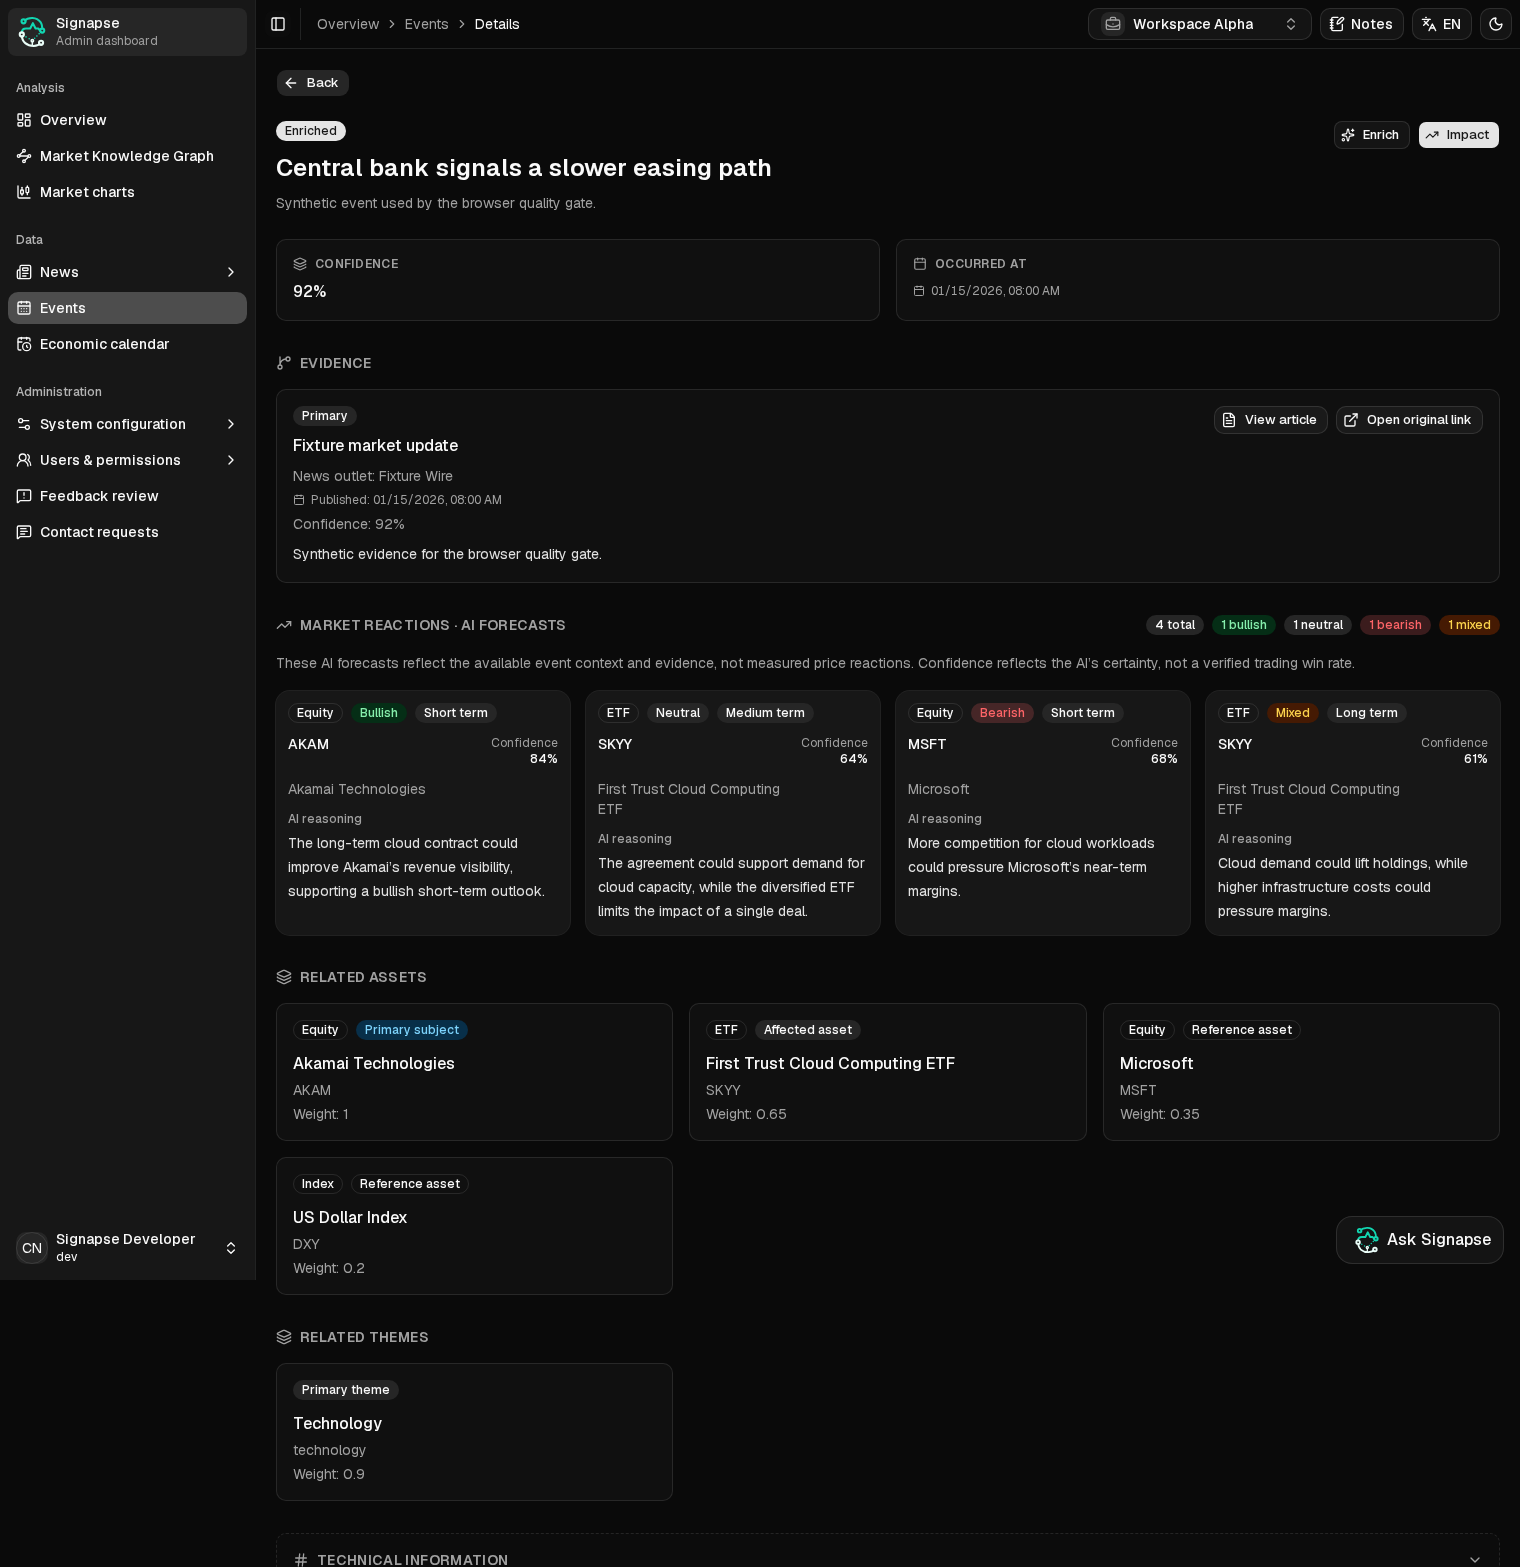 Signapse
Admin dashboard
Analysis
Overview
Market Knowledge Graph
Market charts
Data
News
Events
Economic calendar
Administration
System configuration
Users & permissions
Feedback review
Contact requests
CN
Signapse Developer
dev
Overview > Events > Details
Workspace Alpha
Notes
EN
Back
Enriched
Enrich
Impact
Central bank signals a slower easing path
Synthetic event used by the browser quality gate.
CONFIDENCE
92%
OCCURRED AT
01/15/2026, 08:00 AM
EVIDENCE
Primary
View article
Open original link
Fixture market update
News outlet: Fixture Wire
Published: 01/15/2026, 08:00 AM
Confidence: 92%
Synthetic evidence for the browser quality gate.
MARKET REACTIONS · AI FORECASTS
4 total
1 bullish
1 neutral
1 bearish
1 mixed
These AI forecasts reflect the available event context and evidence, not measured price reactions. Confidence reflects the AI's certainty, not a verified trading win rate.
Equity
Bullish
Short term
AKAM
Confidence
84%
Akamai Technologies
AI reasoning
The long-term cloud contract could
improve Akamai's revenue visibility,
supporting a bullish short-term outlook.
ETF
Neutral
Medium term
SKYY
Confidence
64%
First Trust Cloud Computing
ETF
AI reasoning
The agreement could support demand for
cloud capacity, while the diversified ETF
limits the impact of a single deal.
Equity
Bearish
Short term
MSFT
Confidence
68%
Microsoft
AI reasoning
More competition for cloud workloads
could pressure Microsoft's near-term
margins.
ETF
Mixed
Long term
SKYY
Confidence
61%
First Trust Cloud Computing
ETF
AI reasoning
Cloud demand could lift holdings, while
higher infrastructure costs could
pressure margins.
RELATED ASSETS
Equity
Primary subject
Akamai Technologies
AKAM
Weight: 1
ETF
Affected asset
First Trust Cloud Computing ETF
SKYY
Weight: 0.65
Equity
Reference asset
Microsoft
MSFT
Weight: 0.35
Index
Reference asset
US Dollar Index
DXY
Weight: 0.2
Ask Signapse
RELATED THEMES
Primary theme
Technology
technology
Weight: 0.9
TECHNICAL INFORMATION